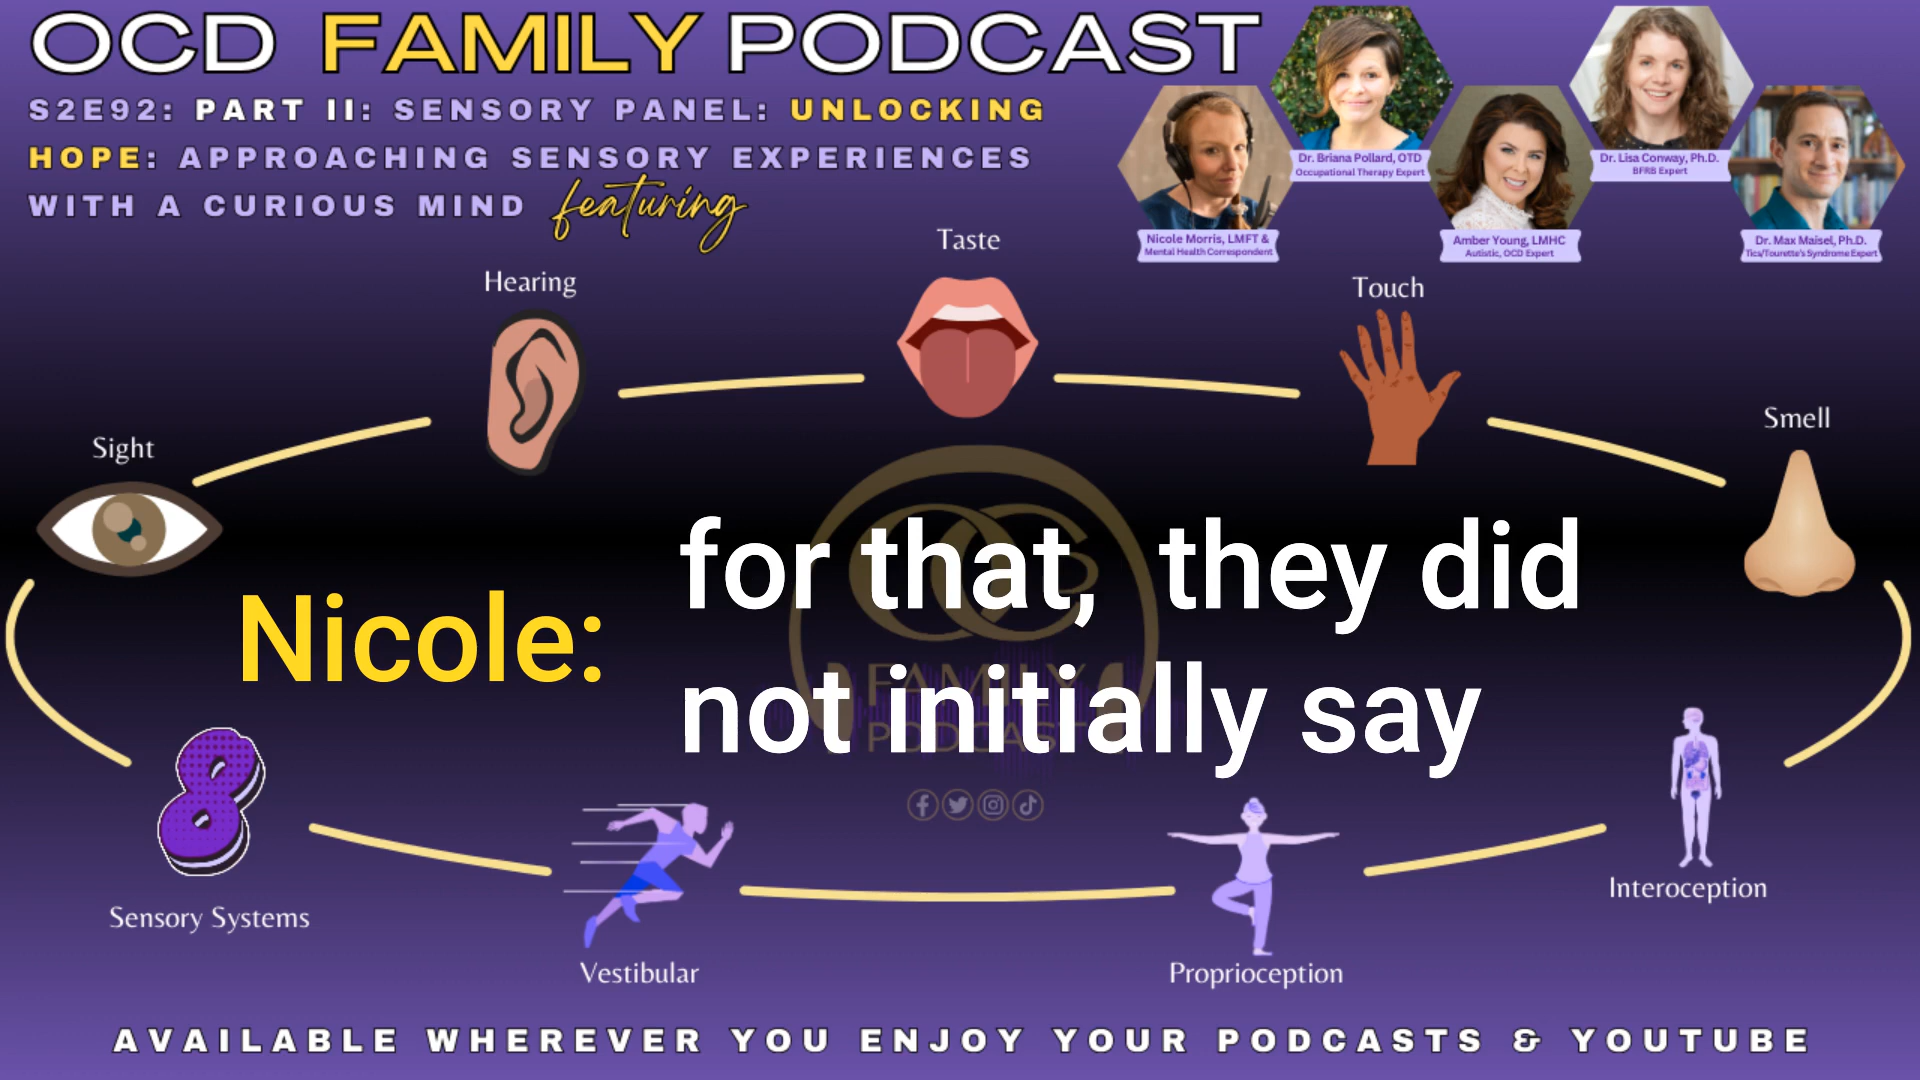 OCD FAMILY PODCAST
S2E92: PART II: SENSORY PANEL: UNLOCKING
HOPE: APPROACHING SENSORY EXPERIENCES
WITH A CURIOUS MIND featuring
Dr. Briana Pollard, OTD
Occupational Therapy Expert
Dr. Lisa Conway, Ph.D.
BFRB Expert
Nicole Morris, LMFT &
Mental Health Correspondent
Amber Young, LMHC
Autistic, OCD Expert
Dr. Max Maisel, Ph.D.
Tics/Tourette's Syndrome Expert
Taste
Hearing
Touch
Smell
Sight
Nicole:
for that, they did
not initially say
FAMILY
PODCAST
8
Sensory Systems
Vestibular
Proprioception
Interoception
AVAILABLE WHEREVER YOU ENJOY YOUR PODCASTS & YOUTUBE